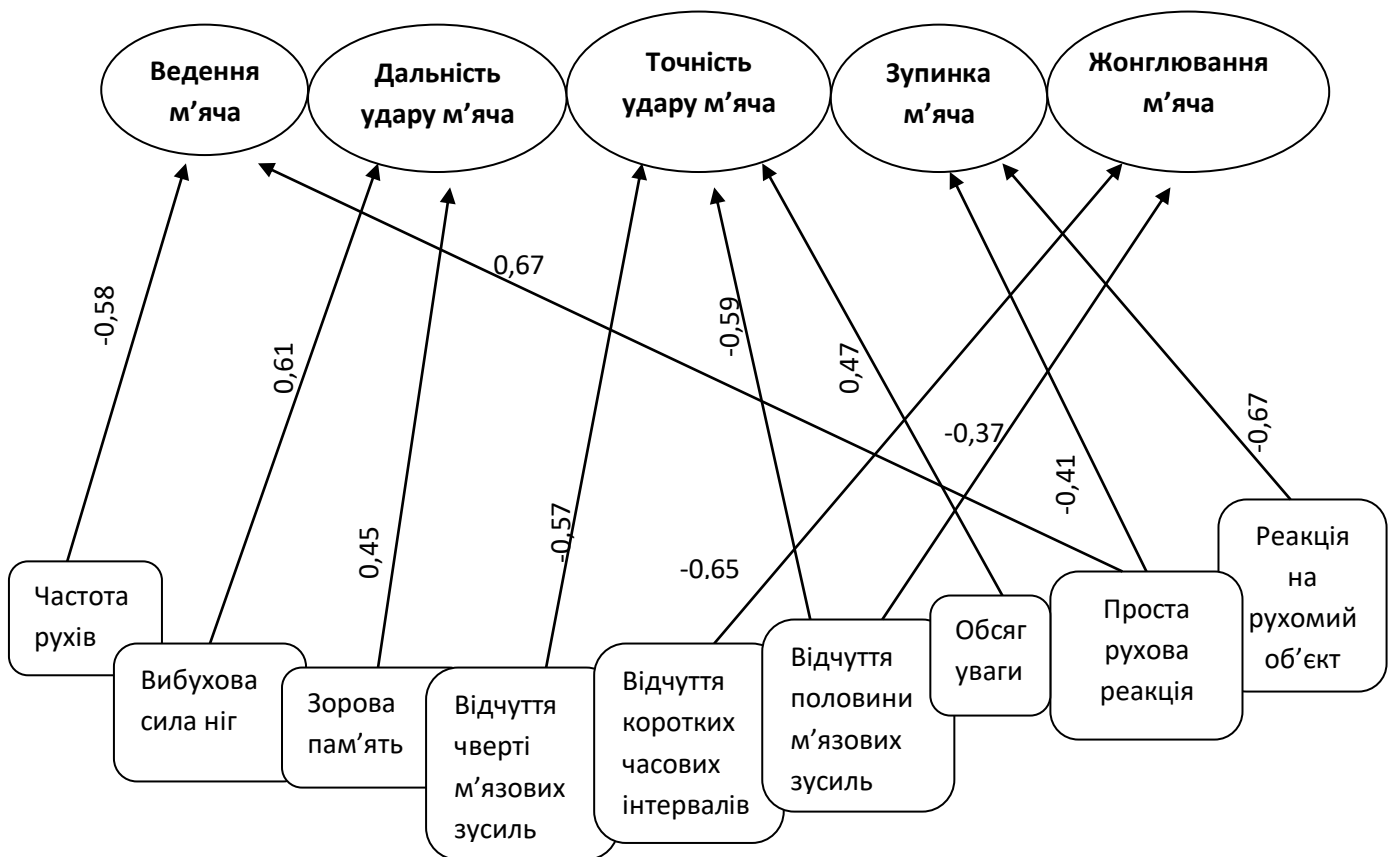 Ведення
м’яча
Дальність
удару м’яча
Точність
удару м’яча
Зупинка
м’яча
Жонглювання
м’яча
-0,58
0,61
0,45
-0,57
0,67
-0,59
0,47
-0,65
-0,37
-0,41
-0,67
Частота
рухів
Вибухова
сила ніг
Зорова
пам’ять
Відчуття
чверті
м’язових
зусиль
Відчуття
коротких
часових
інтервалів
Відчуття
половини
м’язових
зусиль
Обсяг
уваги
Проста
рухова
реакція
Реакція
на
рухомий
об’єкт